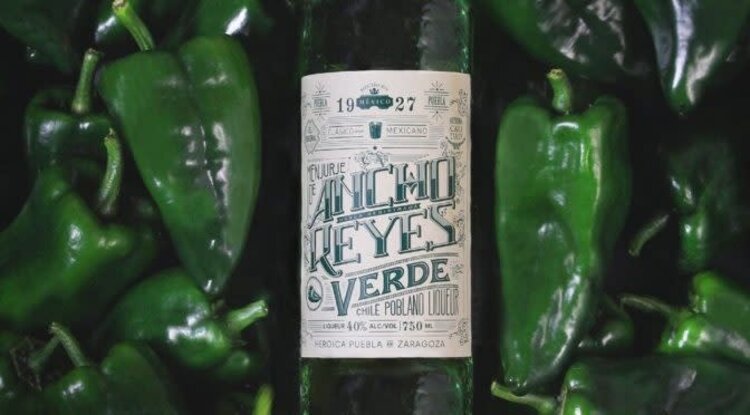 19 MÉXICO 27
PUEBLA PUEBLA
CLÁSICO MEXICANO
MENJURJE
DE
ANCHO
REYES
VERDE
CHILE POBLANO LIQUEUR
LIQUEUR 40% ALC/VOL 750 ML
HEROICA PUEBLA DE ZARAGOZA